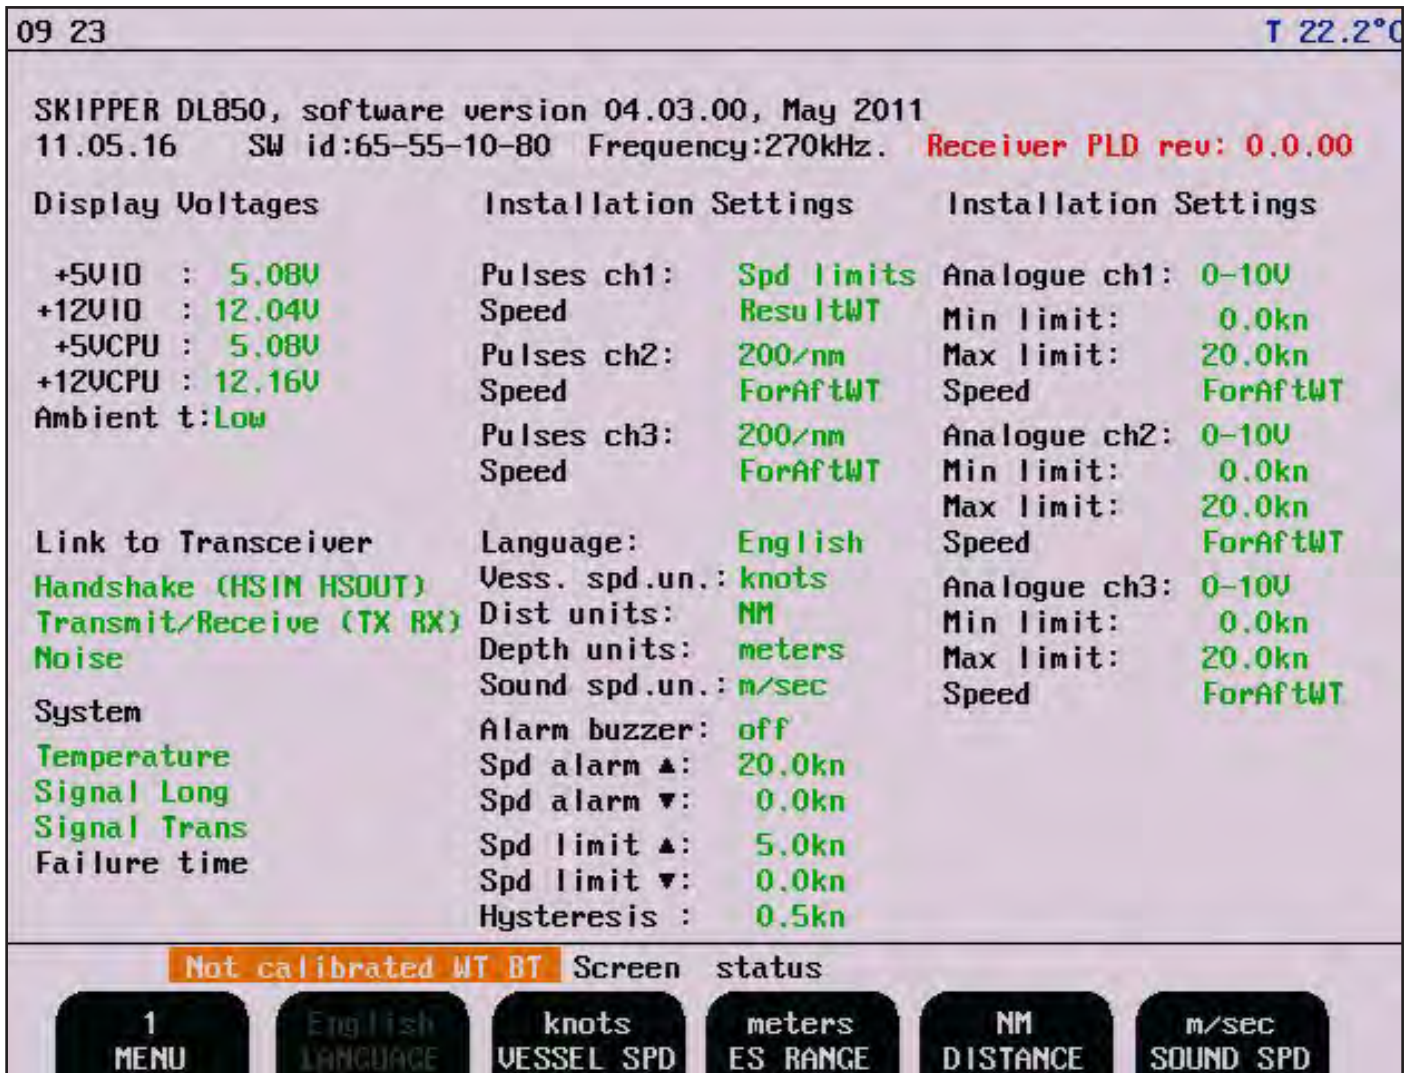 09 23
T 22.2°C
SKIPPER DL850, software version 04.03.00, May 2011
11.05.16 SW id:65-55-10-80 Frequency:270kHz. Receiver PLD rev: 0.0.00
Display Voltages
+5VIO : 5.08V
+12VIO : 12.04V
+5VCPU : 5.08V
+12VCPU : 12.16V
Ambient t:Low
Link to Transceiver
Handshake (HSIN HSOUT)
Transmit/Receive (TX RX)
Noise
System
Temperature
Signal Long
Signal Trans
Failure time
Installation Settings
Pulses ch1: Spd limits
Speed ResultWT
Pulses ch2: 200/nm
Speed ForAftWT
Pulses ch3: 200/nm
Speed ForAftWT
Language: English
Vess. spd.un.: knots
Dist units: NM
Depth units: meters
Sound spd.un.: m/sec
Alarm buzzer: off
Spd alarm ▲: 20.0kn
Spd alarm ▼: 0.0kn
Spd limit ▲: 5.0kn
Spd limit ▼: 0.0kn
Hysteresis : 0.5kn
Installation Settings
Analogue ch1: 0-10V
Min limit: 0.0kn
Max limit: 20.0kn
Speed ForAftWT
Analogue ch2: 0-10V
Min limit: 0.0kn
Max limit: 20.0kn
Speed ForAftWT
Analogue ch3: 0-10V
Min limit: 0.0kn
Max limit: 20.0kn
Speed ForAftWT
Not calibrated WT BT Screen status
1
MENU
English
LANGUAGE
knots
VESSEL SPD
meters
ES RANGE
NM
DISTANCE
m/sec
SOUND SPD